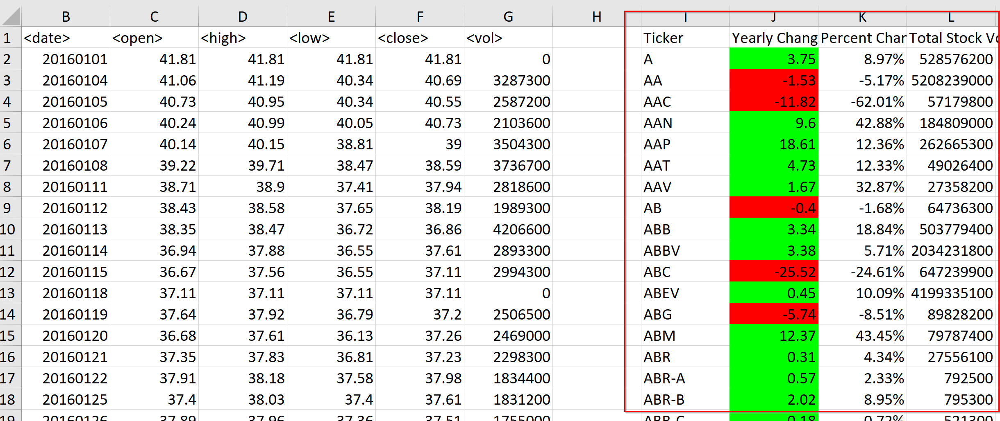 B C D E F G H I J K L
1 <date> <open> <high> <low> <close> <vol> Ticker Yearly Chang Percent Char Total Stock Vo
2 20160101 41.81 41.81 41.81 41.81 0 A 3.75 8.97% 528576200
3 20160104 41.06 41.19 40.34 40.69 3287300 AA -1.53 -5.17% 5208239000
4 20160105 40.73 40.95 40.34 40.55 2587200 AAC -11.82 -62.01% 57179800
5 20160106 40.24 40.99 40.05 40.73 2103600 AAN 9.6 42.88% 184809000
6 20160107 40.14 40.15 38.81 39 3504300 AAP 18.61 12.36% 262665300
7 20160108 39.22 39.71 38.47 38.59 3736700 AAT 4.73 12.33% 49026400
8 20160111 38.71 38.9 37.41 37.94 2818600 AAV 1.67 32.87% 27358200
9 20160112 38.43 38.58 37.65 38.19 1989300 AB -0.4 -1.68% 64736300
10 20160113 38.35 38.47 36.72 36.86 4206600 ABB 3.34 18.84% 503779400
11 20160114 36.94 37.88 36.55 37.61 2893300 ABBV 3.38 5.71% 2034231800
12 20160115 36.67 37.56 36.55 37.11 2994300 ABC -25.52 -24.61% 647239900
13 20160118 37.11 37.11 37.11 37.11 0 ABEV 0.45 10.09% 4199335100
14 20160119 37.64 37.92 36.79 37.2 2506500 ABG -5.74 -8.51% 89828200
15 20160120 36.68 37.61 36.13 37.26 2469000 ABM 12.37 43.45% 79787400
16 20160121 37.35 37.83 36.81 37.23 2298300 ABR 0.31 4.34% 27556100
17 20160122 37.91 38.18 37.58 37.98 1834400 ABR-A 0.57 2.33% 792500
18 20160125 37.4 38.03 37.4 37.61 1831200 ABR-B 2.02 8.95% 795300
19 20160126 37.89 37.96 37.36 37.51 1755000 ABR-C 0.18 0.72% 521300